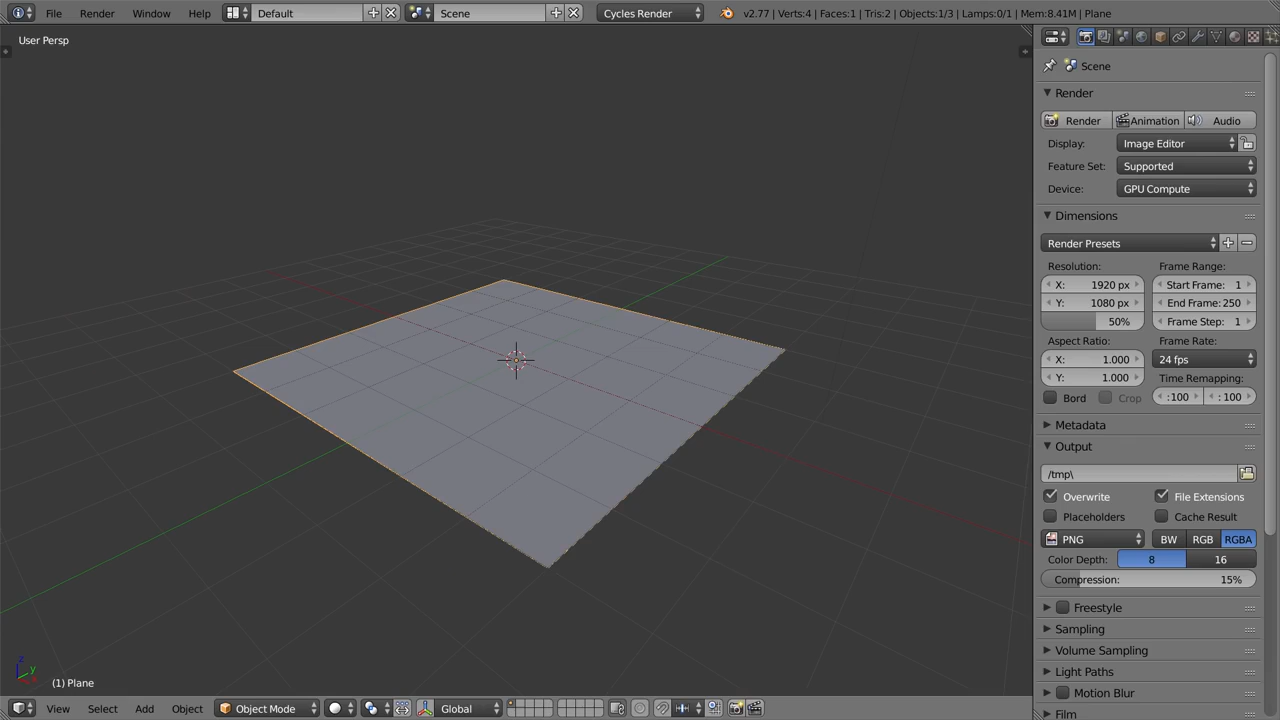 File Render Window Help Default Scene Cycles Render v2.77 | Verts:4 | Faces:1 | Tris:2 | Objects:1/3 | Lamps:0/1 | Mem:8.41M | Plane
User Persp
Scene
Render
Render Animation Audio
Display: Image Editor
Feature Set: Supported
Device: GPU Compute
Dimensions
Render Presets
Resolution: Frame Range:
X: 1920 px Start Frame: 1
Y: 1080 px End Frame: 250
50% Frame Step: 1
Aspect Ratio: Frame Rate:
X: 1.000 24 fps
Y: 1.000 Time Remapping:
Bord Crop :100 : 100
Metadata
Output
/tmp\
Overwrite File Extensions
Placeholders Cache Result
PNG BW RGB RGBA
Color Depth: 8 16
Compression: 15%
Freestyle
Sampling
Volume Sampling
Light Paths
Motion Blur
Film
z y x
(1) Plane
View Select Add Object Object Mode Global